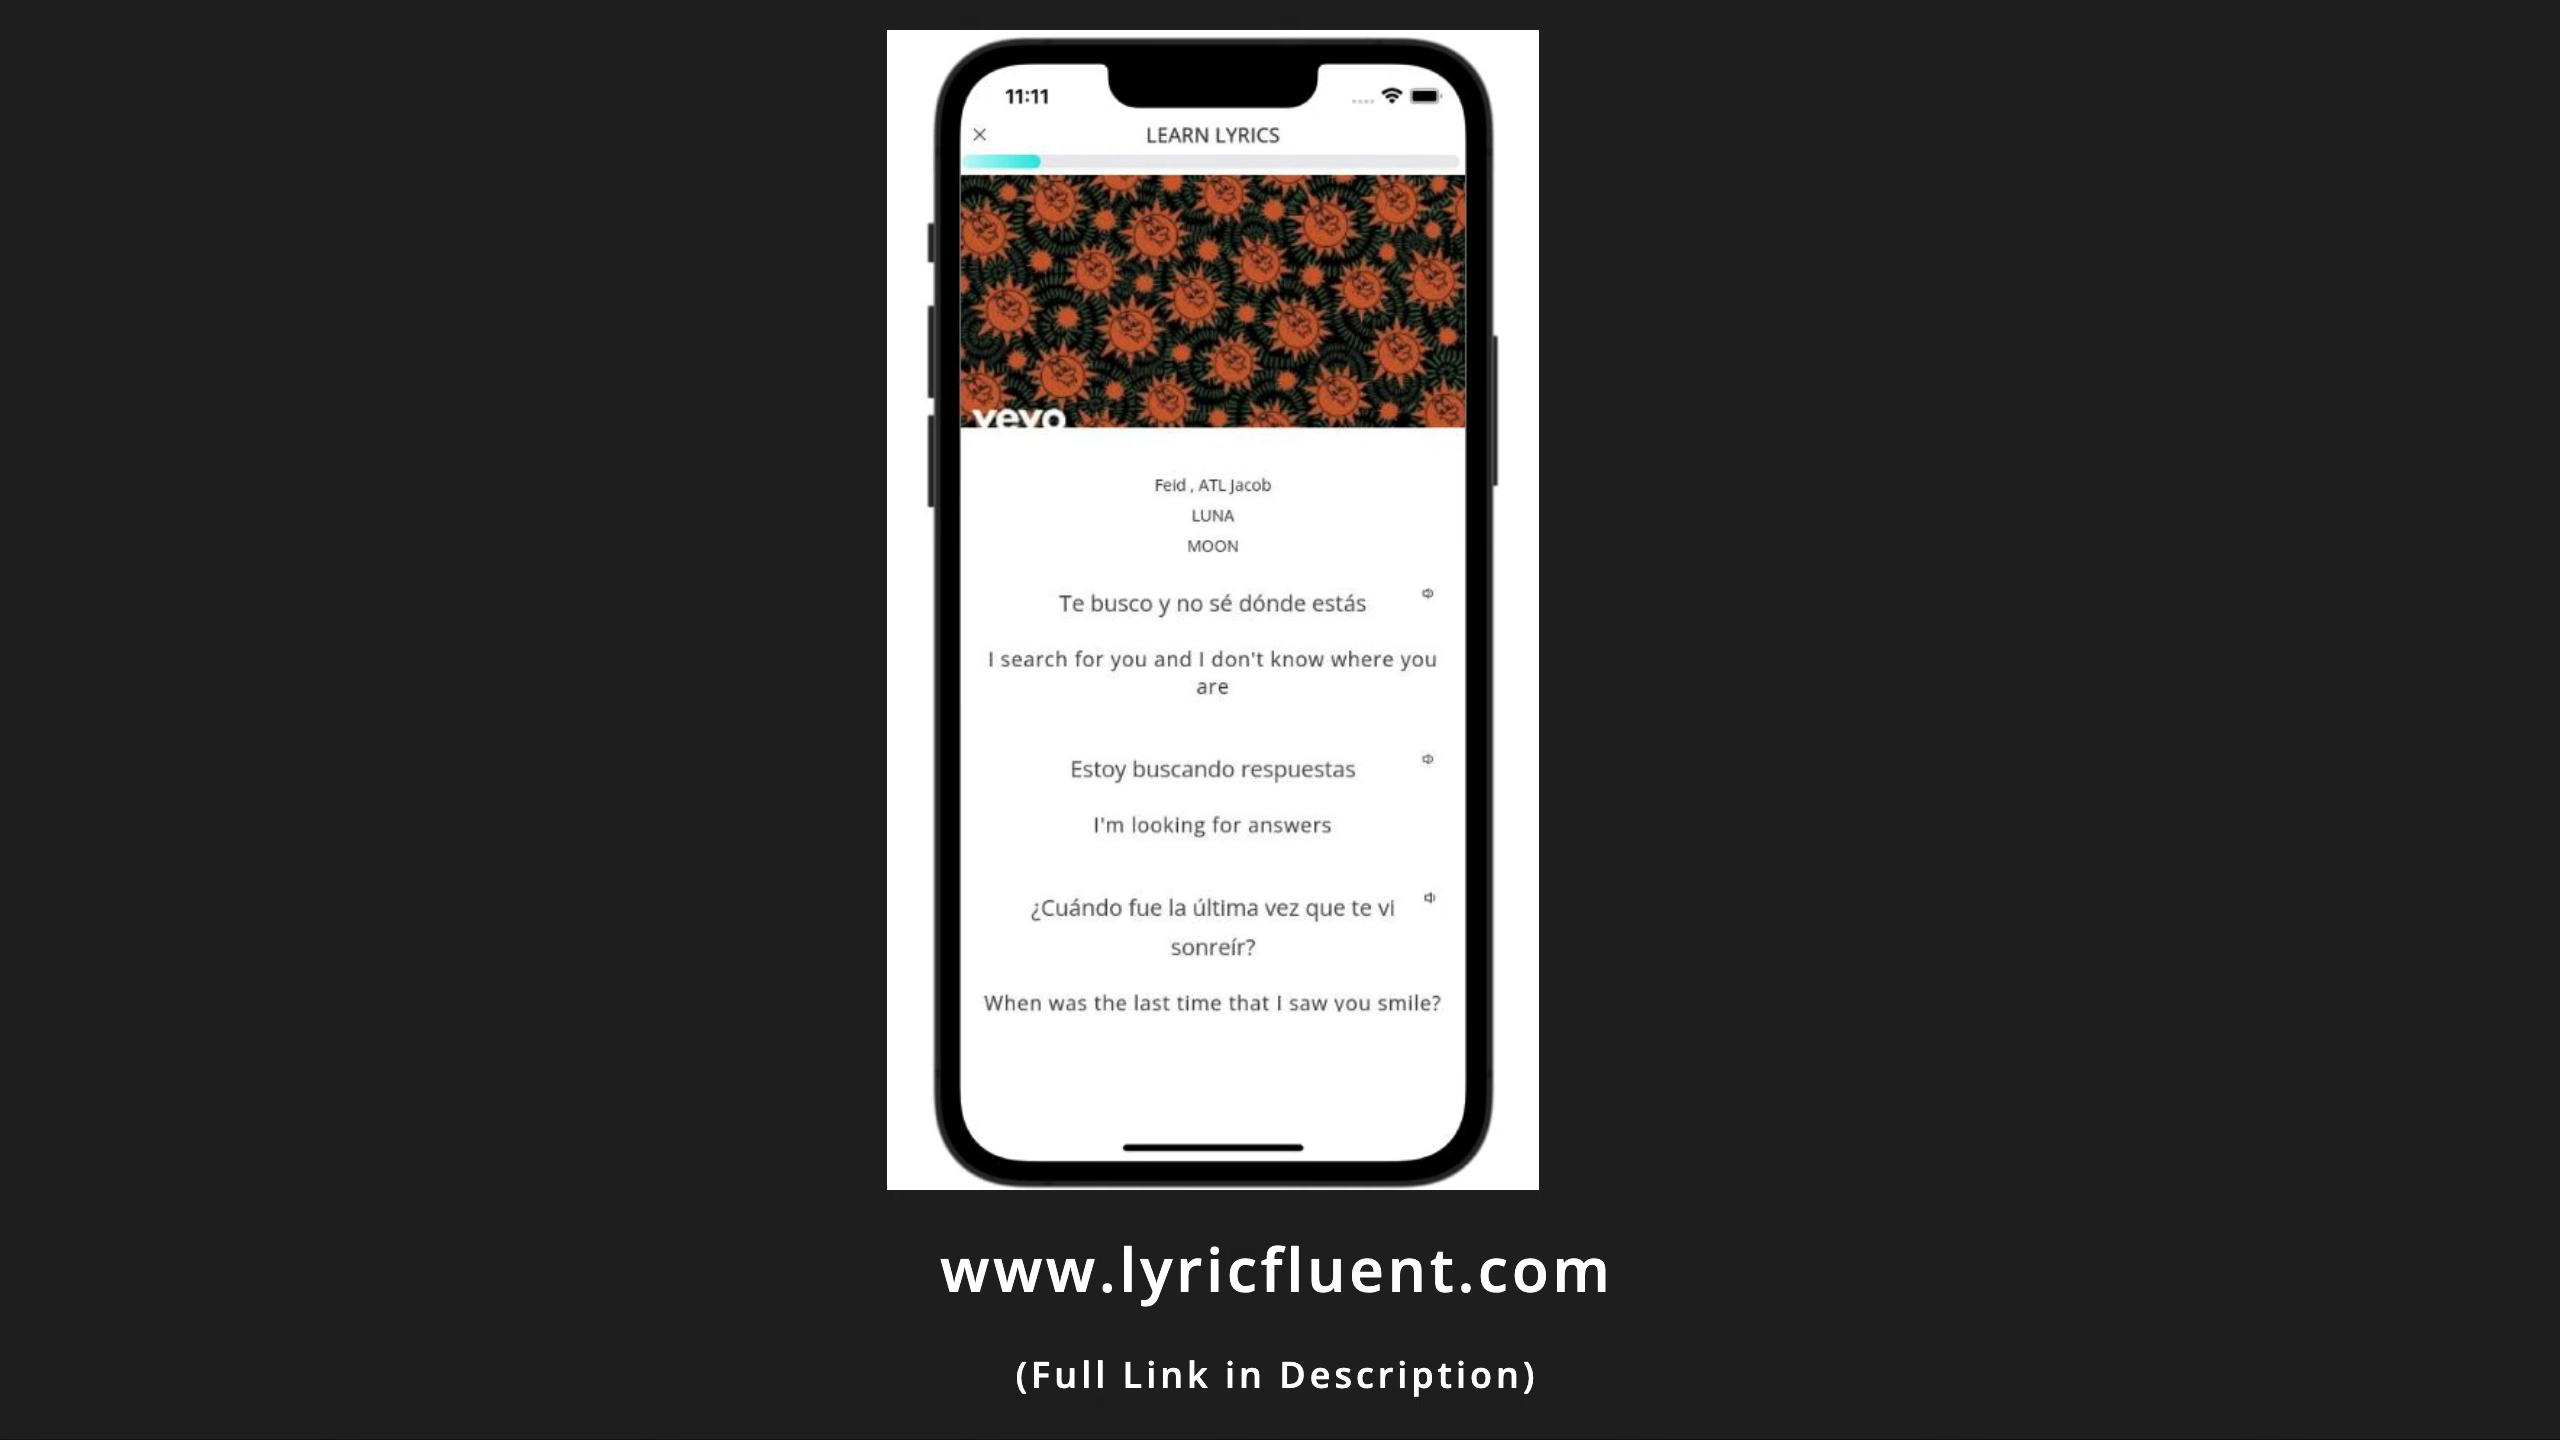 11:11
LEARN LYRICS
vevo
Feid , ATL Jacob
LUNA
MOON
Te busco y no sé dónde estás
I search for you and I don't know where you
are
Estoy buscando respuestas
I'm looking for answers
¿Cuándo fue la última vez que te vi
sonreír?
When was the last time that I saw you smile?
www.lyricfluent.com
(Full Link in Description)